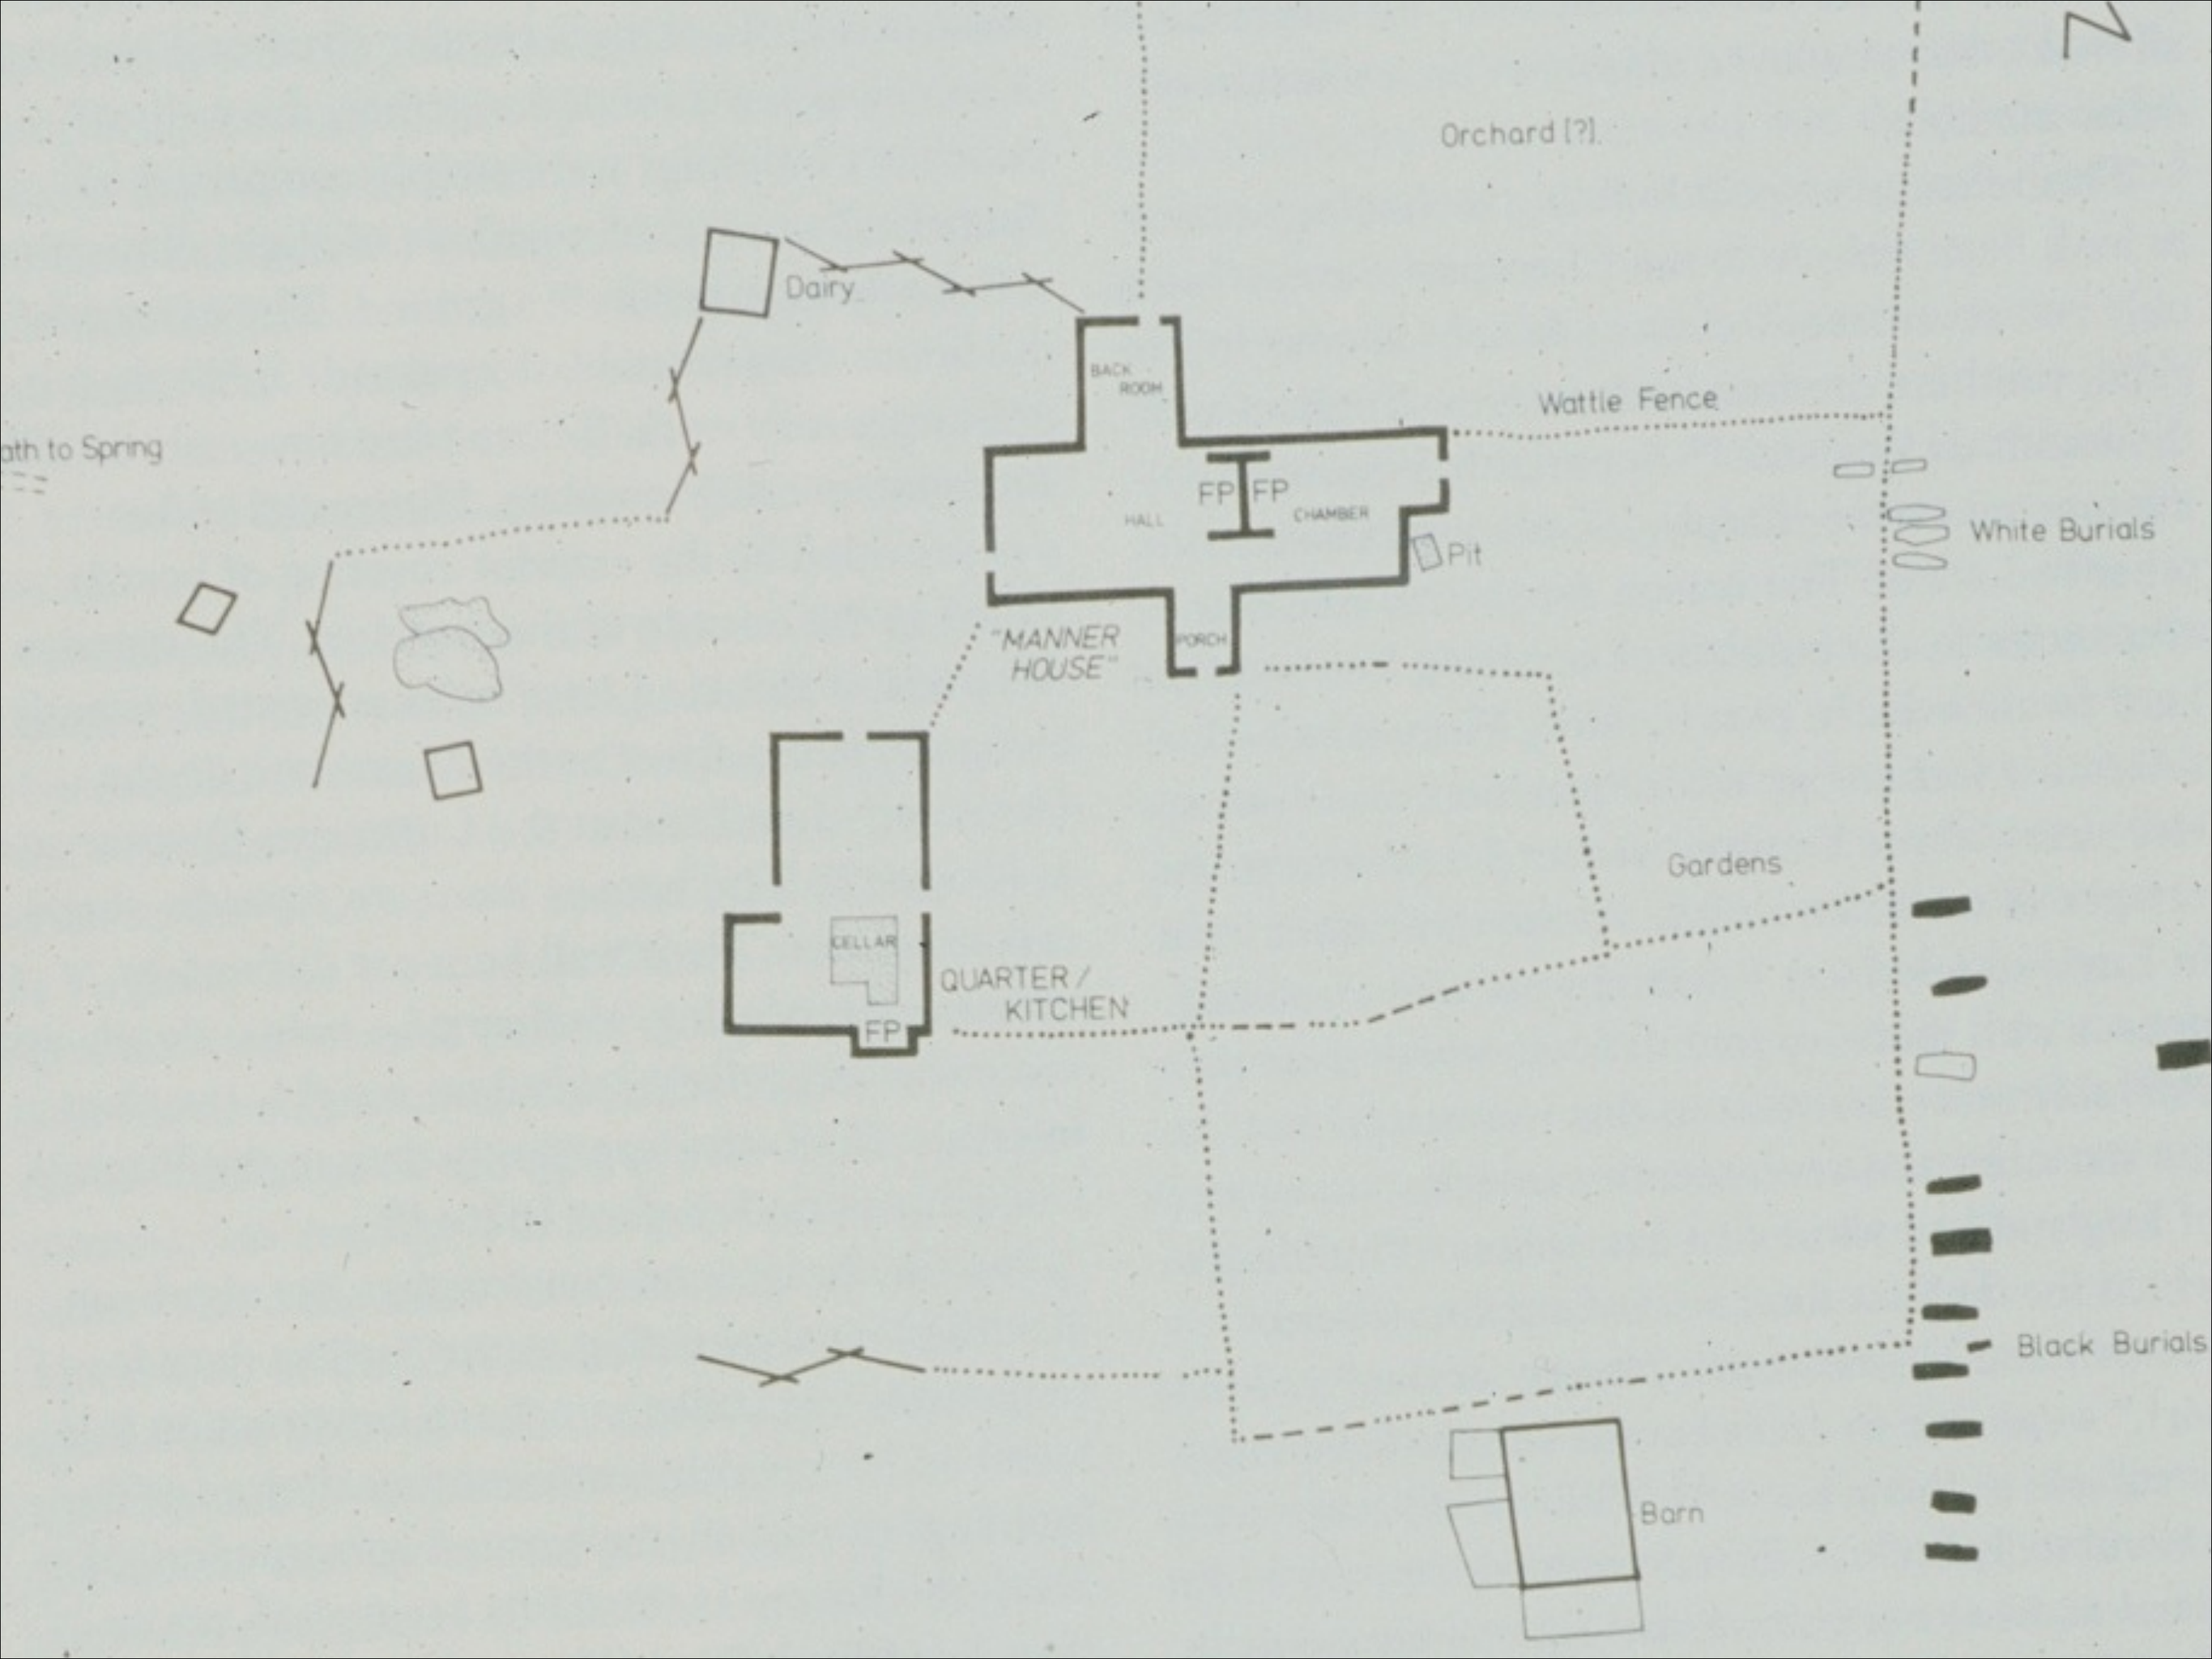 N
Orchard [?].
Dairy
BACK
ROOM
Wattle Fence
ath to Spring
FP FP
HALL
CHAMBER
Pit
White Burials
"MANNER
HOUSE"
PORCH
Gardens
CELLAR
QUARTER/
KITCHEN
FP
Black Burials
Barn